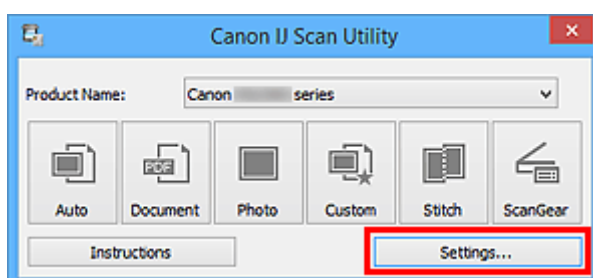 Canon IJ Scan Utility
Product Name: Canon series
PDF
Auto Document Photo Custom Stitch ScanGear
Instructions Settings...